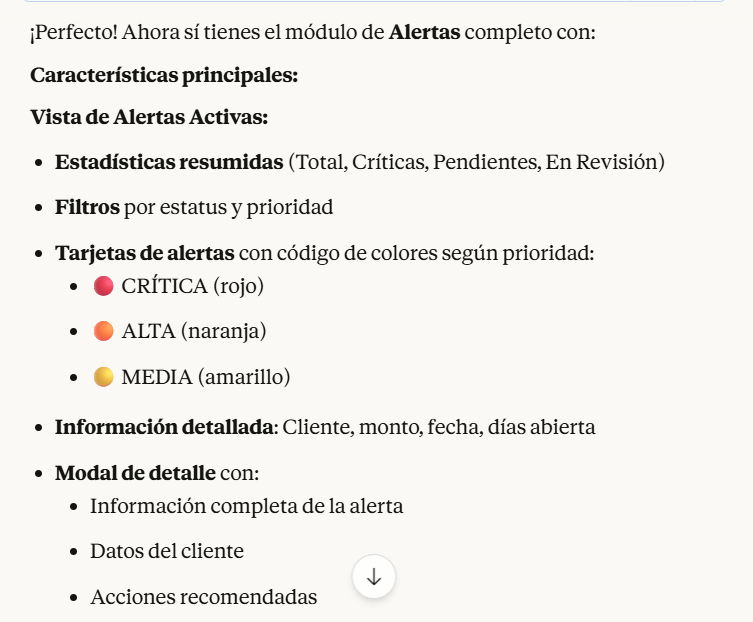 ¡Perfecto! Ahora sí tienes el módulo de Alertas completo con:
Características principales:
Vista de Alertas Activas:
• Estadísticas resumidas (Total, Críticas, Pendientes, En Revisión)
• Filtros por estatus y prioridad
• Tarjetas de alertas con código de colores según prioridad:
• 🔴 CRÍTICA (rojo)
• 🟠 ALTA (naranja)
• 🟡 MEDIA (amarillo)
• Información detallada: Cliente, monto, fecha, días abierta
• Modal de detalle con:
• Información completa de la alerta
• Datos del cliente
• Acciones recomendadas